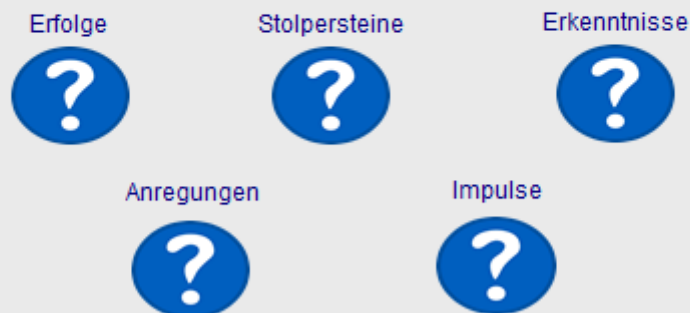 Erfolge Stolpersteine Erkenntnisse
? ? ?
Anregungen Impulse
? ?